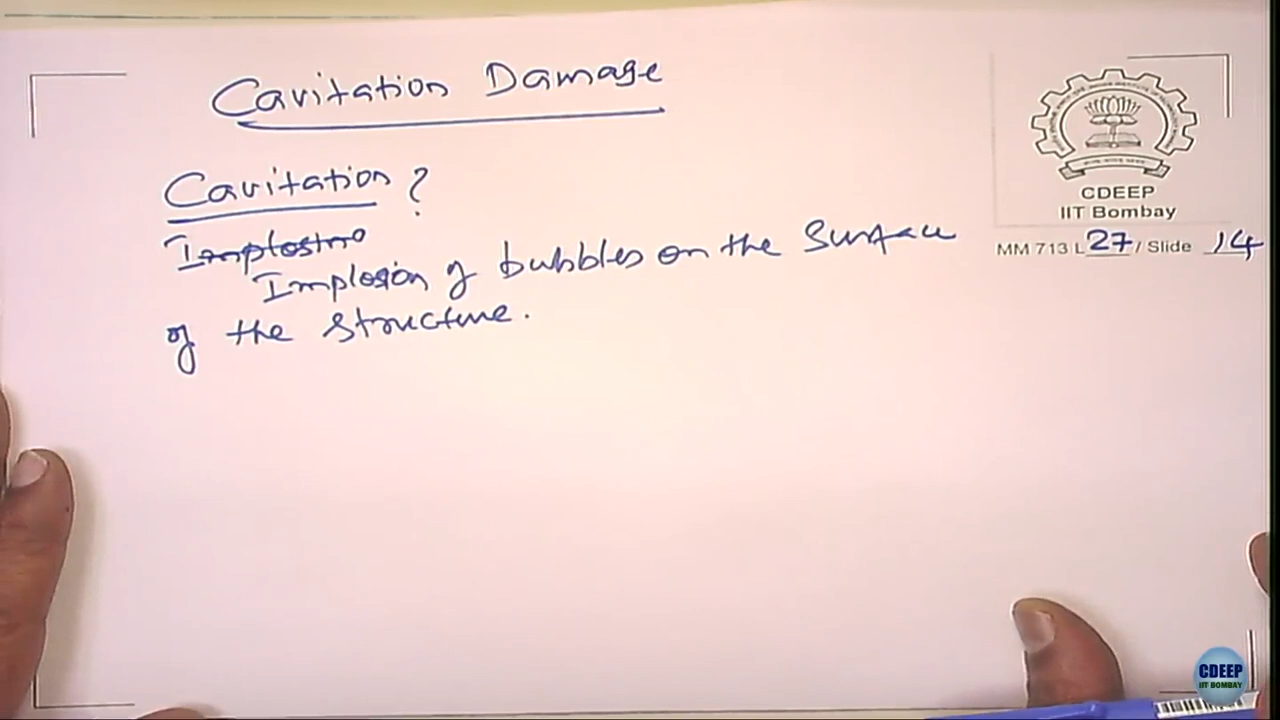 Cavitation Damage
Cavitation?
Implosion of bubbles on the surface
of the structure.
CDEEP
IIT Bombay
MM 713 L 27 / Slide 14
CDEEP
IIT BOMBAY